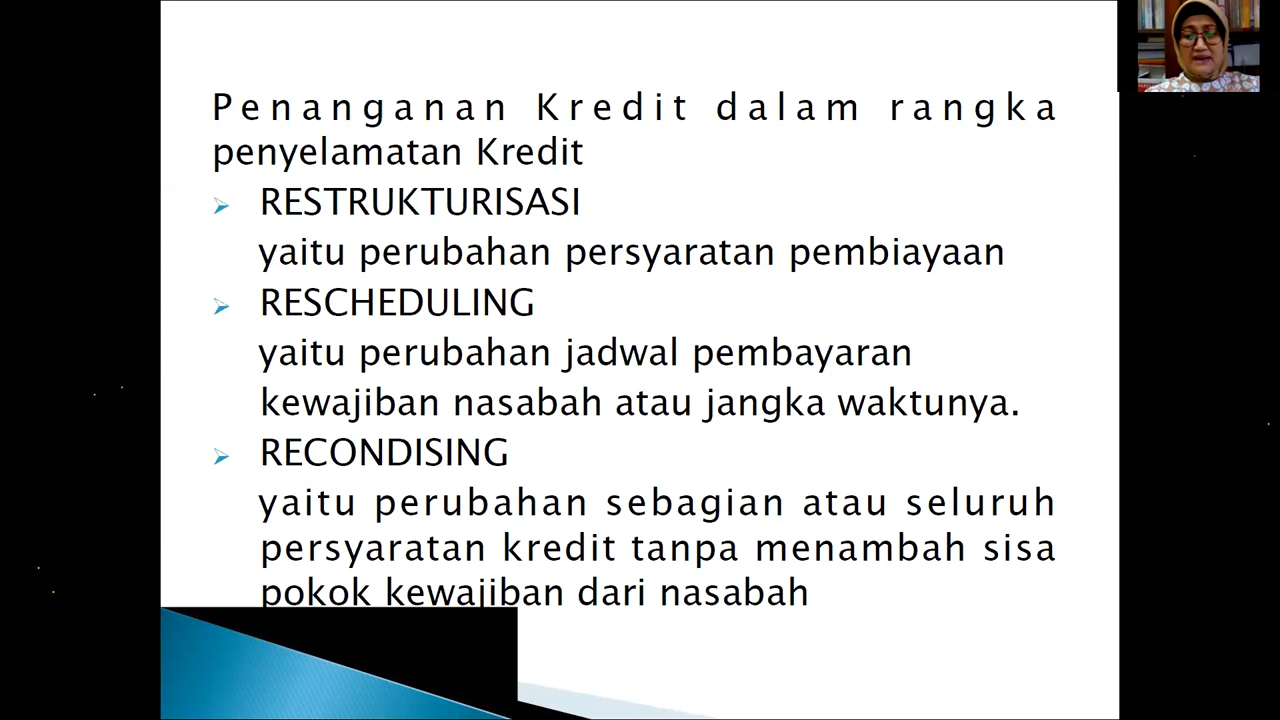 Penanganan Kredit dalam rangka
penyelamatan Kredit
RESTRUKTURISASI
yaitu perubahan persyaratan pembiayaan
RESCHEDULING
yaitu perubahan jadwal pembayaran
kewajiban nasabah atau jangka waktunya.
RECONDISING
yaitu perubahan sebagian atau seluruh
persyaratan kredit tanpa menambah sisa
pokok kewajiban dari nasabah